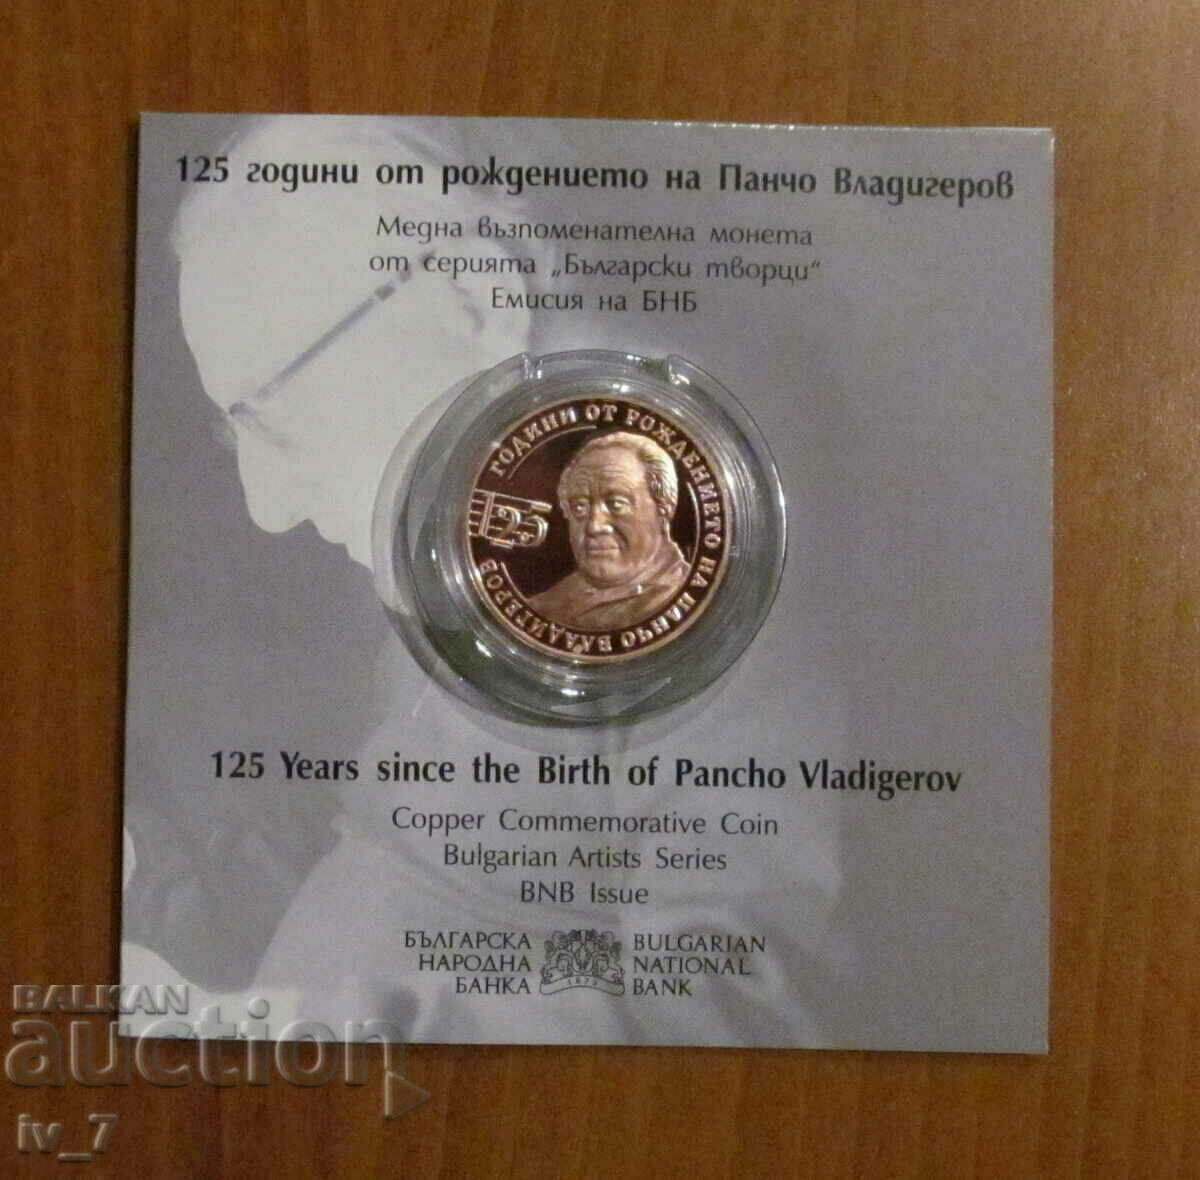 125 години от рождението на Панчо Владигеров
Медна възпоменателна монета
от серията „Български творци“
Емисия на БНБ
ГОДИНИ ОТ РОЖДЕНИЕТО НА ПАНЧО ВЛАДИГЕРОВ
125
125 Years since the Birth of Pancho Vladigerov
Copper Commemorative Coin
Bulgarian Artists Series
BNB Issue
БЪЛГАРСКА
НАРОДНА
БАНКА
1879
BULGARIAN
NATIONAL
BANK
BALKAN
auction
iv_7